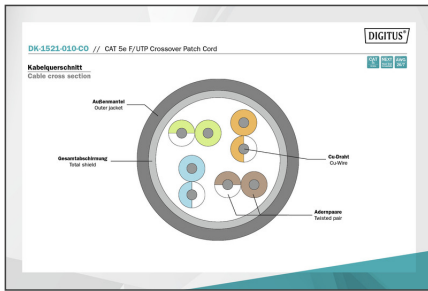 DIGITUS®
DK-1521-010-CO // CAT 5e F/UTP Crossover Patch Cord
Kabelquerschnitt
Cable cross section
Außenmantel
Outer jacket
Gesamtabschirmung
Total shield
Cu-Draht
Cu-Wire
Adernpaare
Twisted pair